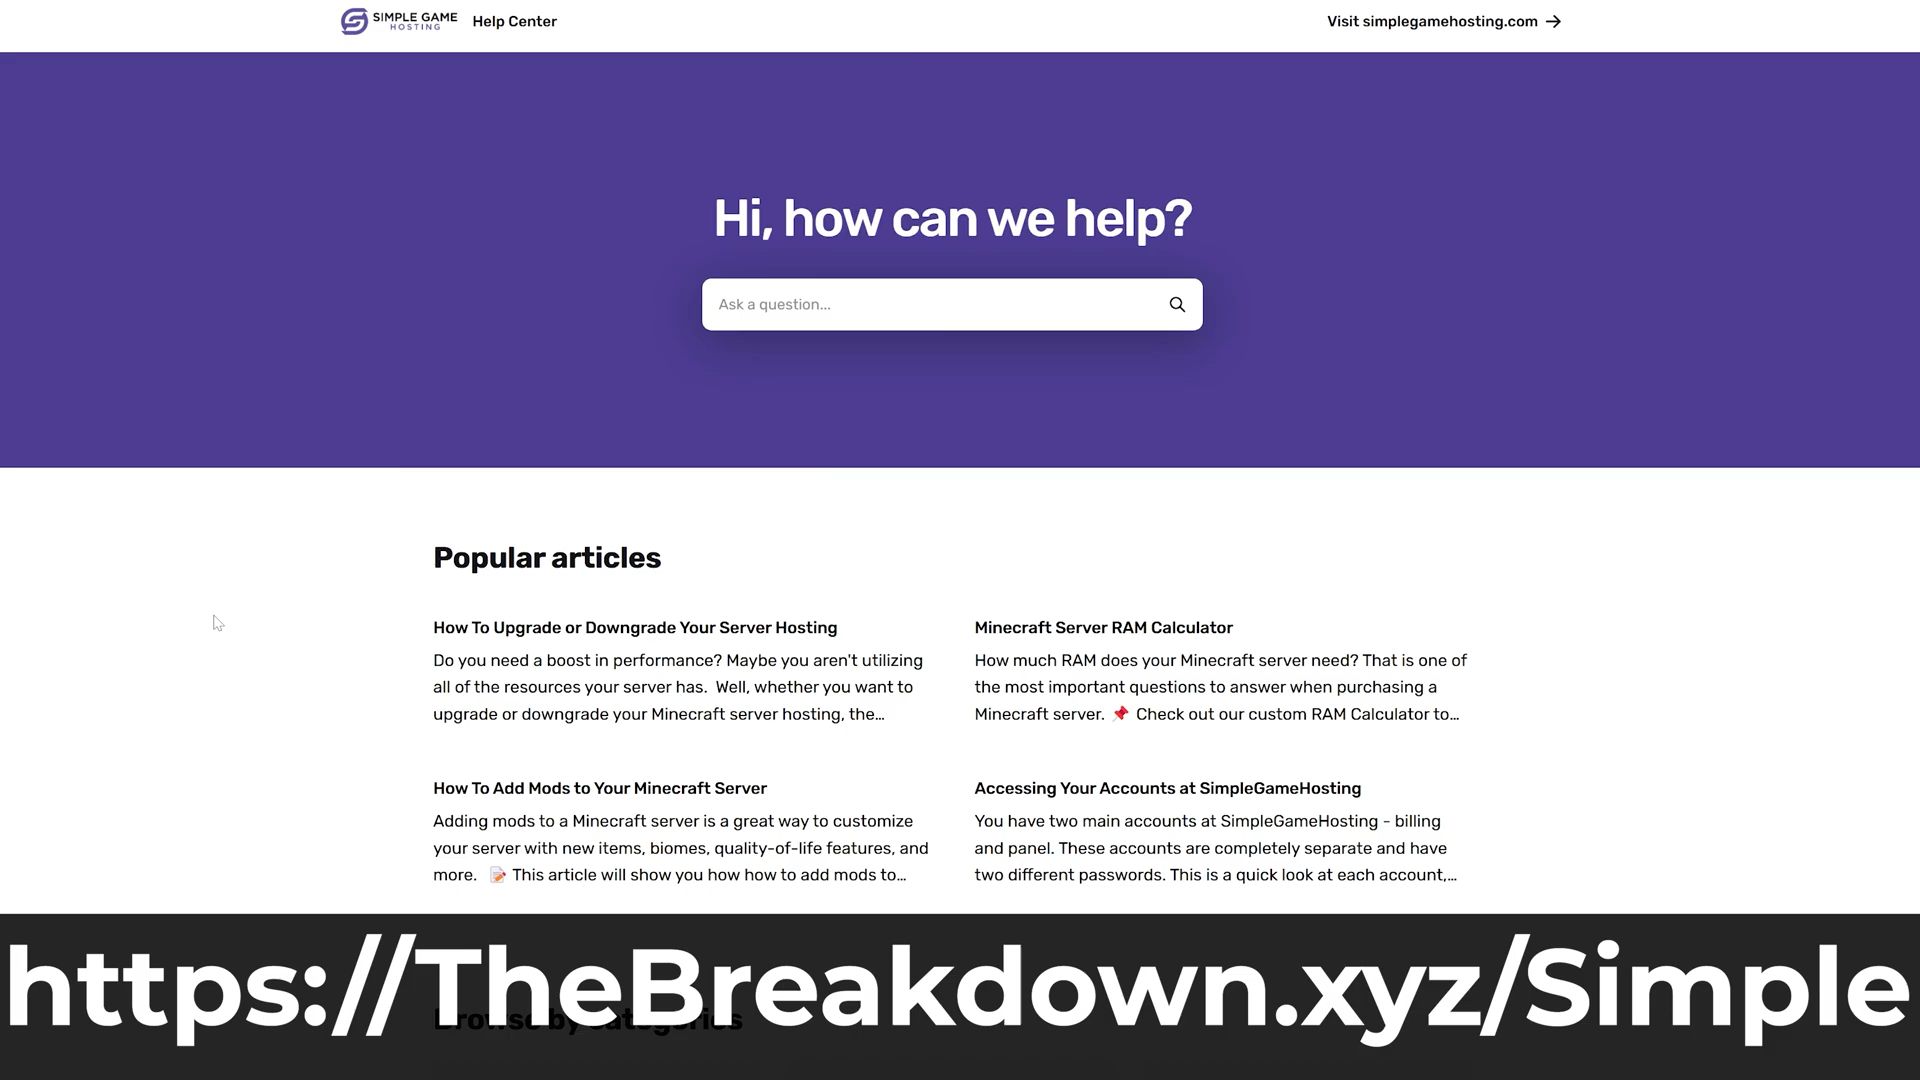 SIMPLE GAME
HOSTING
Help Center
Visit simplegamehosting.com →
Hi, how can we help?
Ask a question...
Popular articles
How To Upgrade or Downgrade Your Server Hosting
Do you need a boost in performance? Maybe you aren't utilizing
all of the resources your server has.  Well, whether you want to
upgrade or downgrade your Minecraft server hosting, the...
Minecraft Server RAM Calculator
How much RAM does your Minecraft server need? That is one of
the most important questions to answer when purchasing a
Minecraft server. 📌 Check out our custom RAM Calculator to...
How To Add Mods to Your Minecraft Server
Adding mods to a Minecraft server is a great way to customize
your server with new items, biomes, quality-of-life features, and
more. 📝 This article will show you how how to add mods to...
Accessing Your Accounts at SimpleGameHosting
You have two main accounts at SimpleGameHosting - billing
and panel. These accounts are completely separate and have
two different passwords. This is a quick look at each account,...
https://TheBreakdown.xyz/Simple
Browse by categories